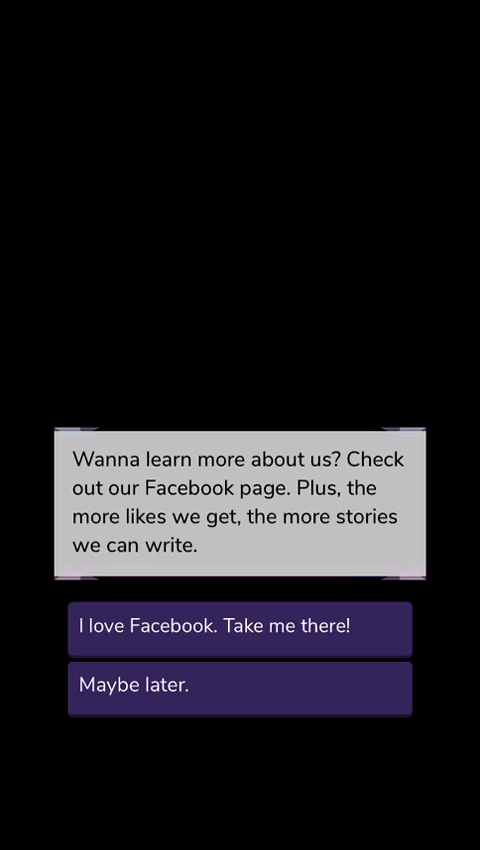 Wanna learn more about us? Check
out our Facebook page. Plus, the
more likes we get, the more stories
we can write.
I love Facebook. Take me there!
Maybe later.